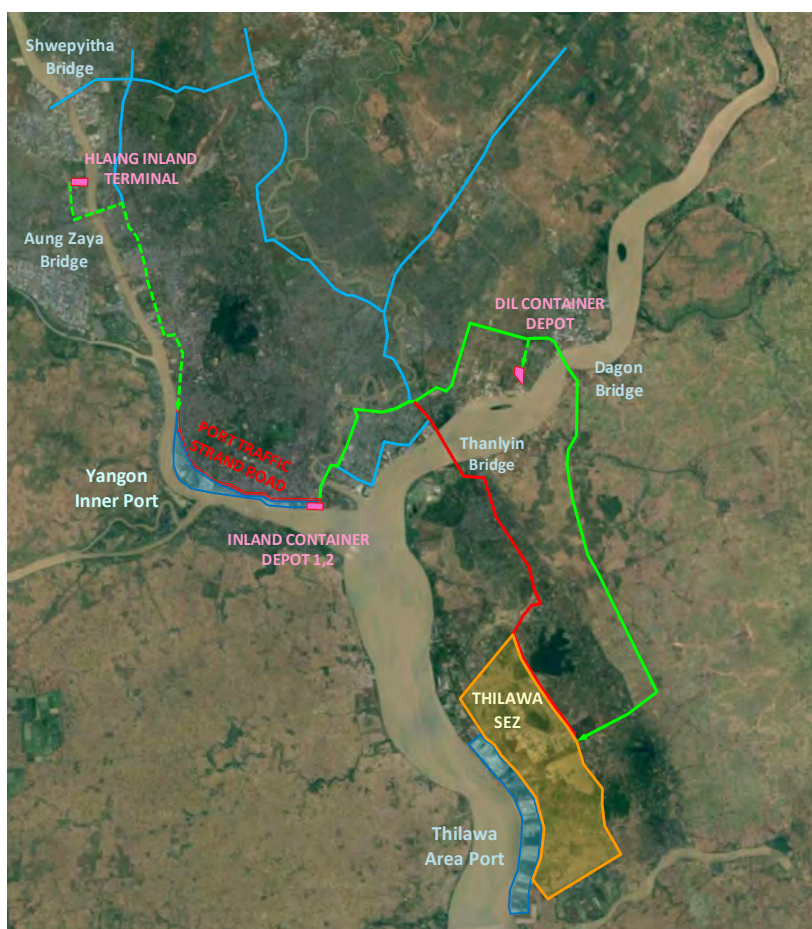 Shwepyitha
Bridge
HLAING INLAND
TERMINAL
Aung Zaya
Bridge
DIL CONTAINER
DEPOT
Dagon
Bridge
PORT TRAFFIC
STRAND ROAD
Thanlyin
Bridge
Yangon
Inner Port
INLAND CONTAINER
DEPOT 1,2
THILAWA
SEZ
Thilawa
Area Port